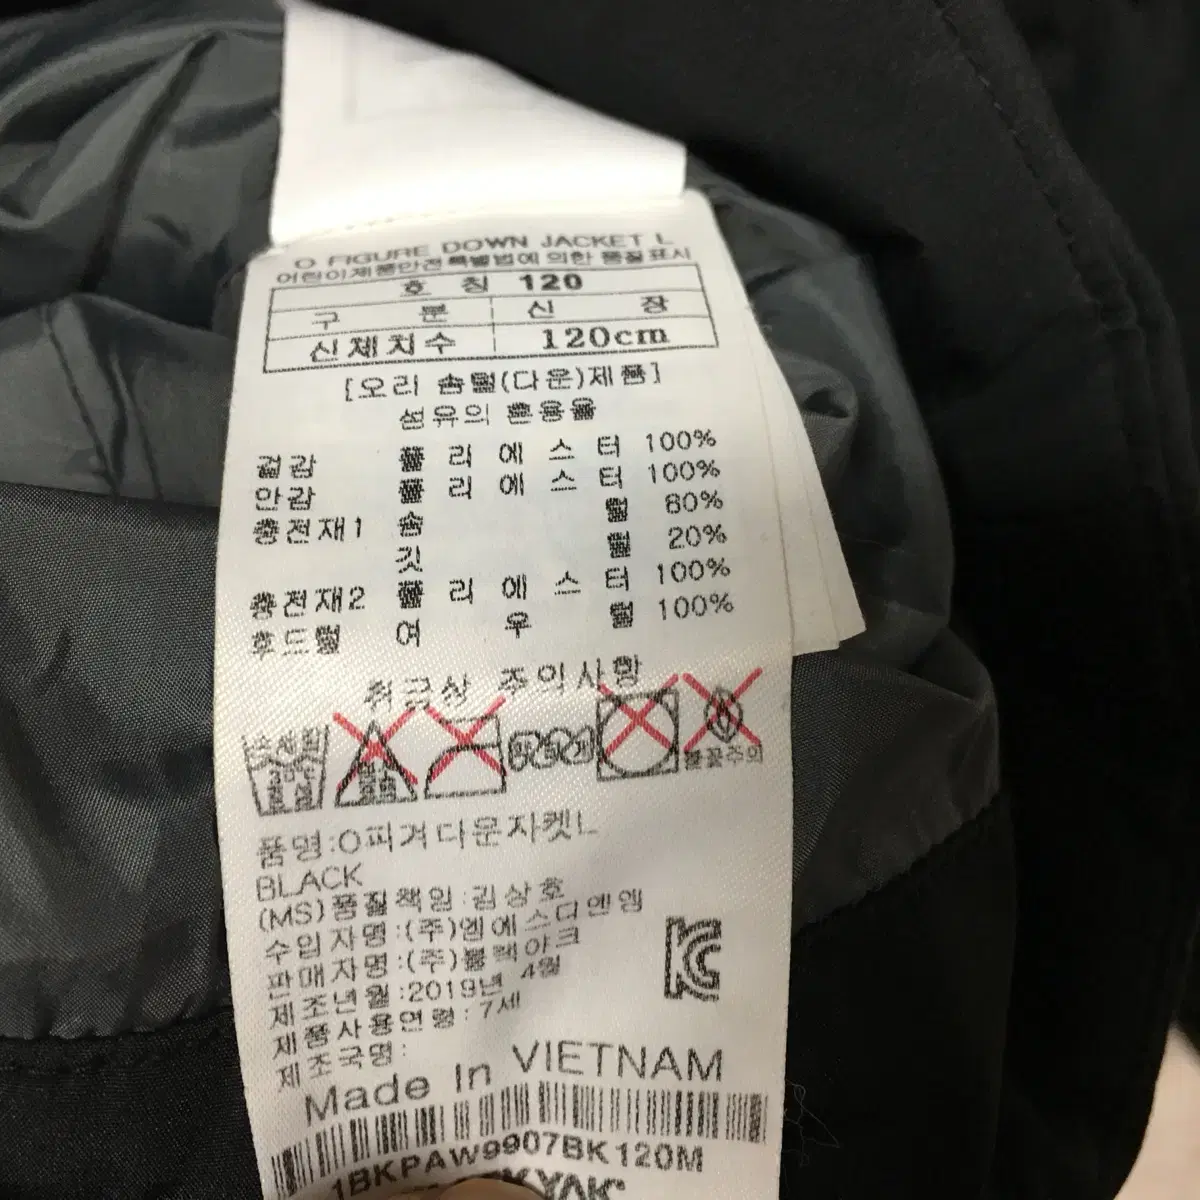 O FIGURE DOWN JACKET L
어린이제품안전특별법에 의한 품질표시
호 칭 120
구 분 신 장
신체치수 120cm
[오리 솜털(다운)제품]
섬유의 혼용율
겉감 폴 리 에 스 터 100%
안감 폴 리 에 스 터 100%
충전재1 솜 털 80%
깃 털 20%
충전재2 폴 리 에 스 터 100%
후드털 여 우 털 100%
취급상 주의사항
불꽃주의
품명:O피겨다운자켓L
BLACK
(MS)품질책임:김상호
수입자명:(주)엠에스디앤엠
판매자명:(주)블랙야크
제조년월:2019년 4월
제품사용연령:7세
제조국명:
Made In VIETNAM
KC
1BKPAW9907BK120M
YAK